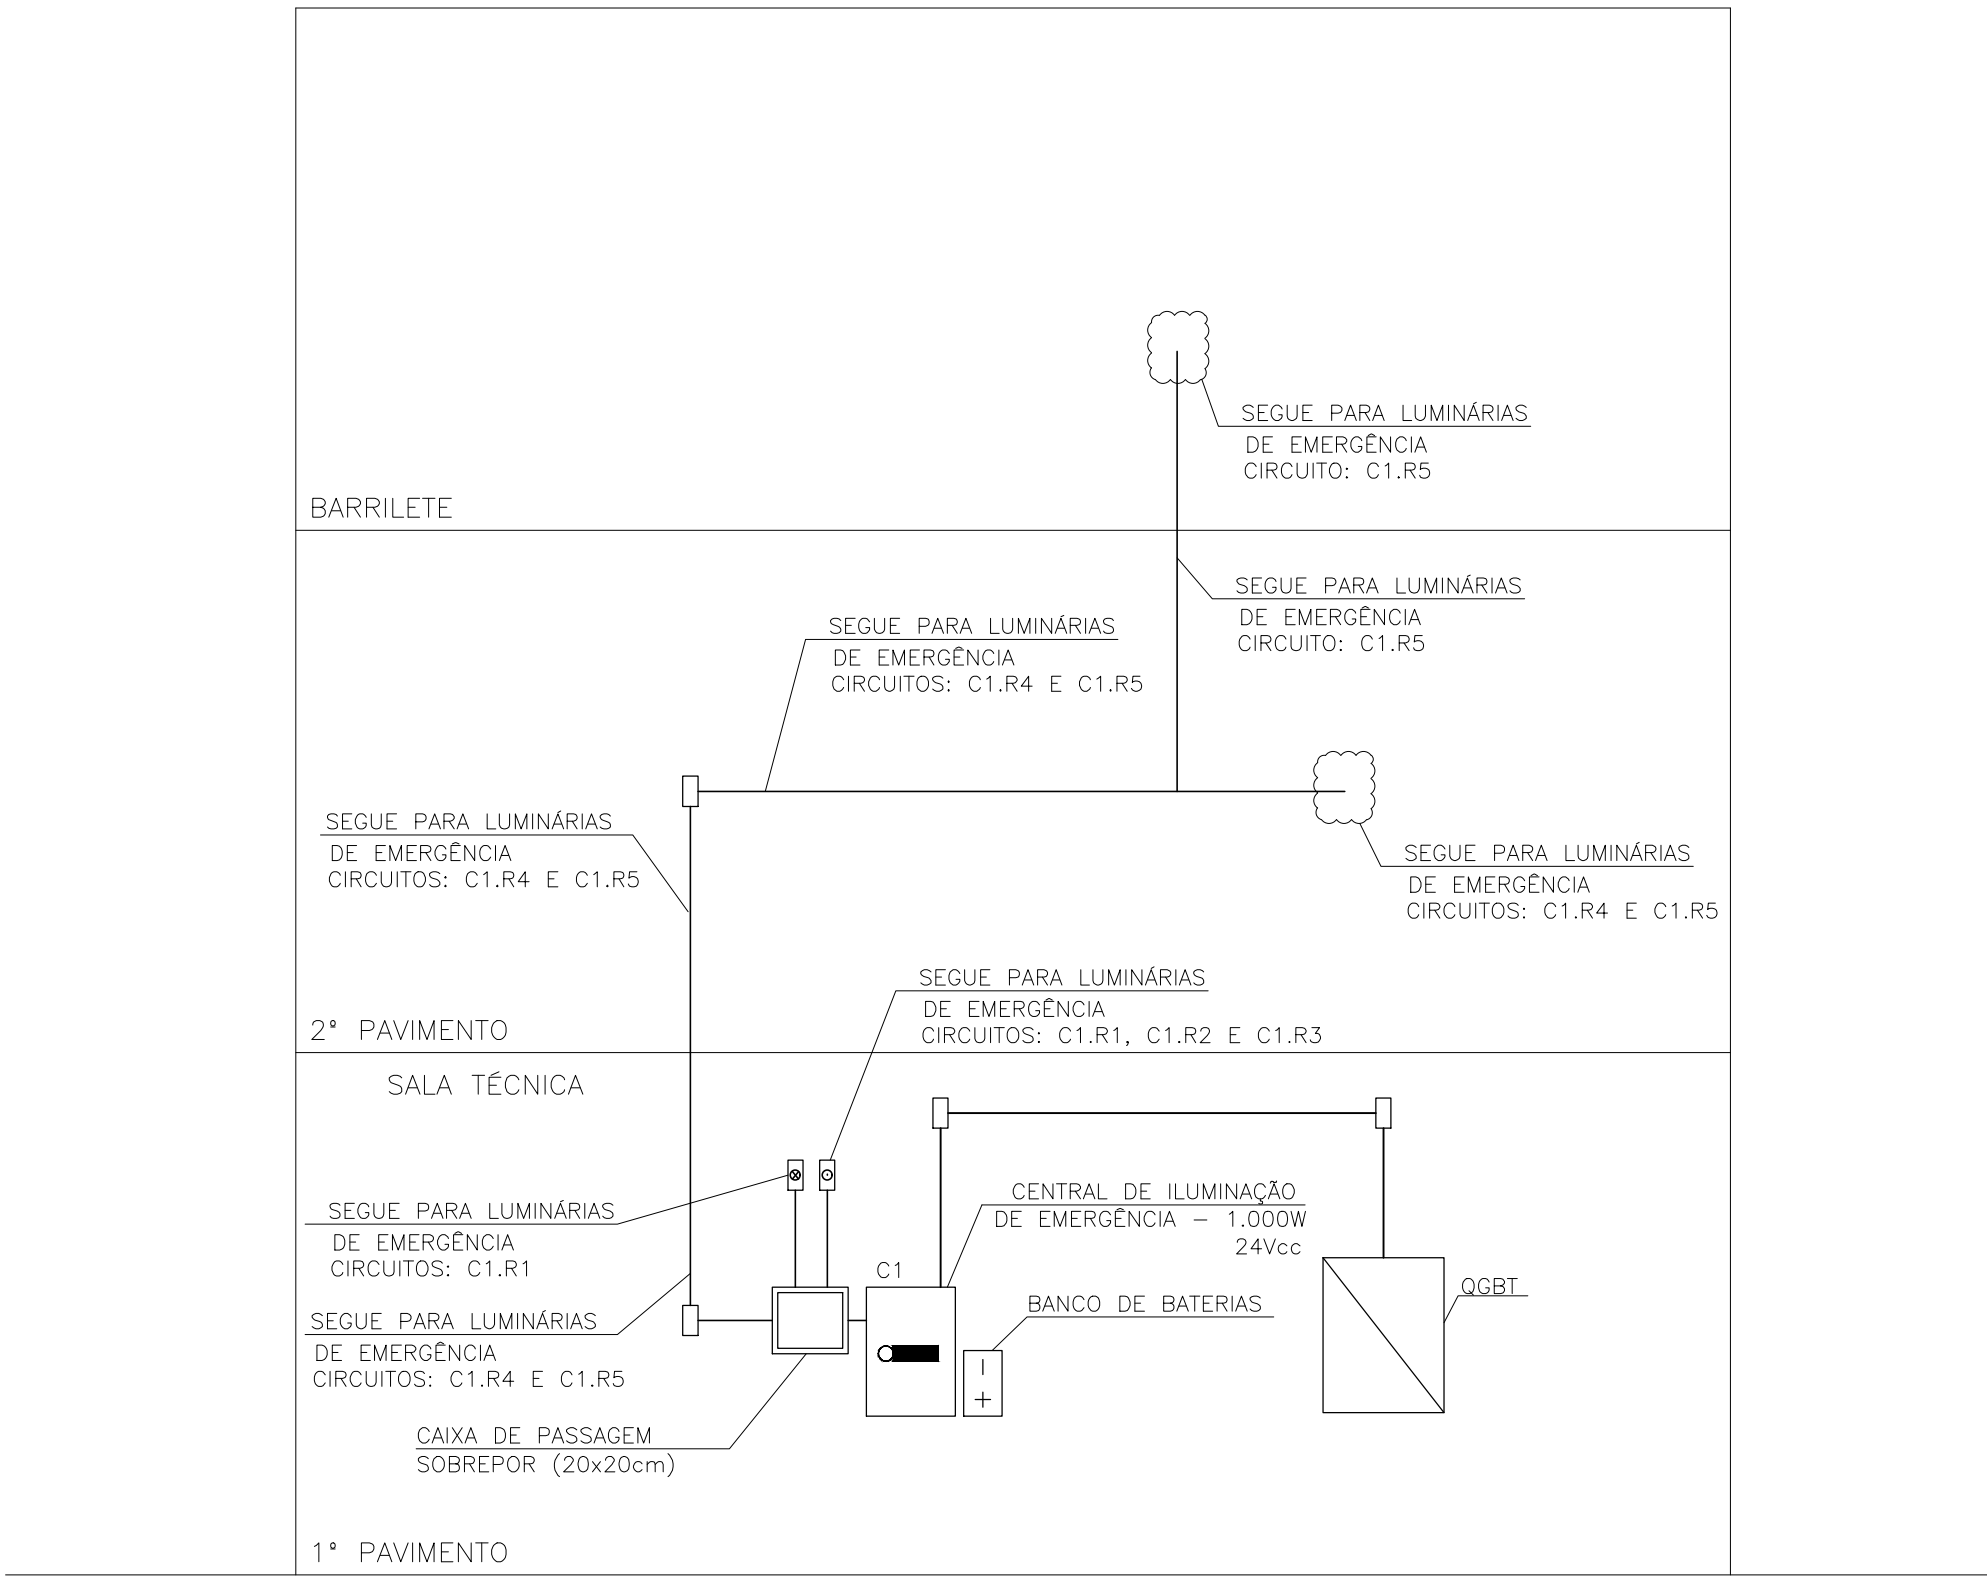 SEGUE PARA LUMINÁRIAS
DE EMERGÊNCIA
CIRCUITO: C1.R5
BARRILETE
SEGUE PARA LUMINÁRIAS
DE EMERGÊNCIA
CIRCUITO: C1.R5
SEGUE PARA LUMINÁRIAS
DE EMERGÊNCIA
CIRCUITOS: C1.R4 E C1.R5
SEGUE PARA LUMINÁRIAS
DE EMERGÊNCIA
CIRCUITOS: C1.R4 E C1.R5
SEGUE PARA LUMINÁRIAS
DE EMERGÊNCIA
CIRCUITOS: C1.R4 E C1.R5
SEGUE PARA LUMINÁRIAS
DE EMERGÊNCIA
CIRCUITOS: C1.R1, C1.R2 E C1.R3
2º PAVIMENTO
SALA TÉCNICA
SEGUE PARA LUMINÁRIAS
DE EMERGÊNCIA
CIRCUITOS: C1.R1
CENTRAL DE ILUMINAÇÃO
DE EMERGÊNCIA – 1.000W
24Vcc
C1
QGBT
BANCO DE BATERIAS
SEGUE PARA LUMINÁRIAS
DE EMERGÊNCIA
CIRCUITOS: C1.R4 E C1.R5
CAIXA DE PASSAGEM
SOBREPOR (20x20cm)
1º PAVIMENTO